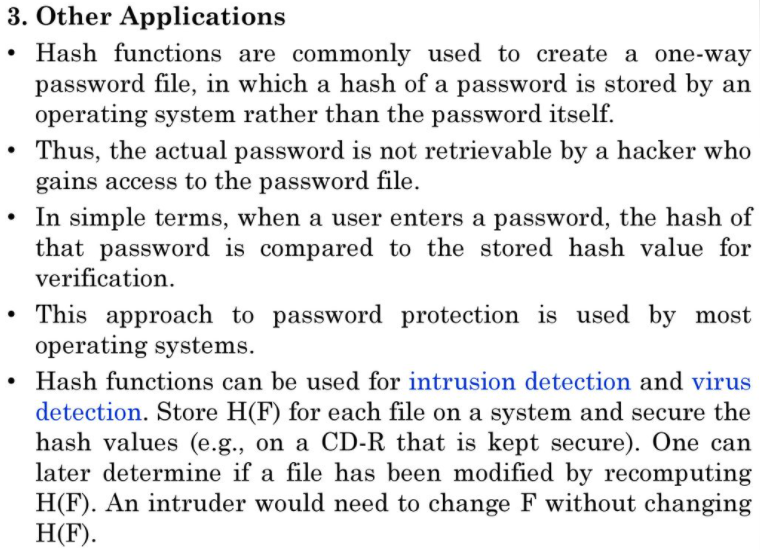 3. Other Applications
• Hash functions are commonly used to create a one-way
password file, in which a hash of a password is stored by an
operating system rather than the password itself.
• Thus, the actual password is not retrievable by a hacker who
gains access to the password file.
• In simple terms, when a user enters a password, the hash of
that password is compared to the stored hash value for
verification.
• This approach to password protection is used by most
operating systems.
• Hash functions can be used for intrusion detection and virus
detection. Store H(F) for each file on a system and secure the
hash values (e.g., on a CD-R that is kept secure). One can
later determine if a file has been modified by recomputing
H(F). An intruder would need to change F without changing
H(F).